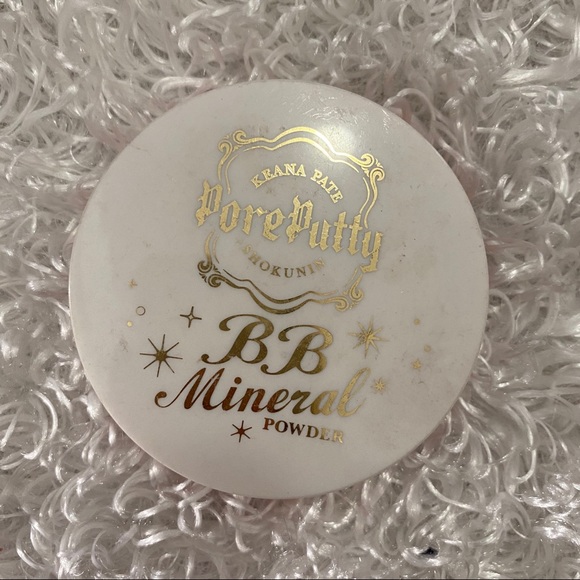 KEANA PATE
PorePutty
SHOKUNIN
BB
Mineral
POWDER